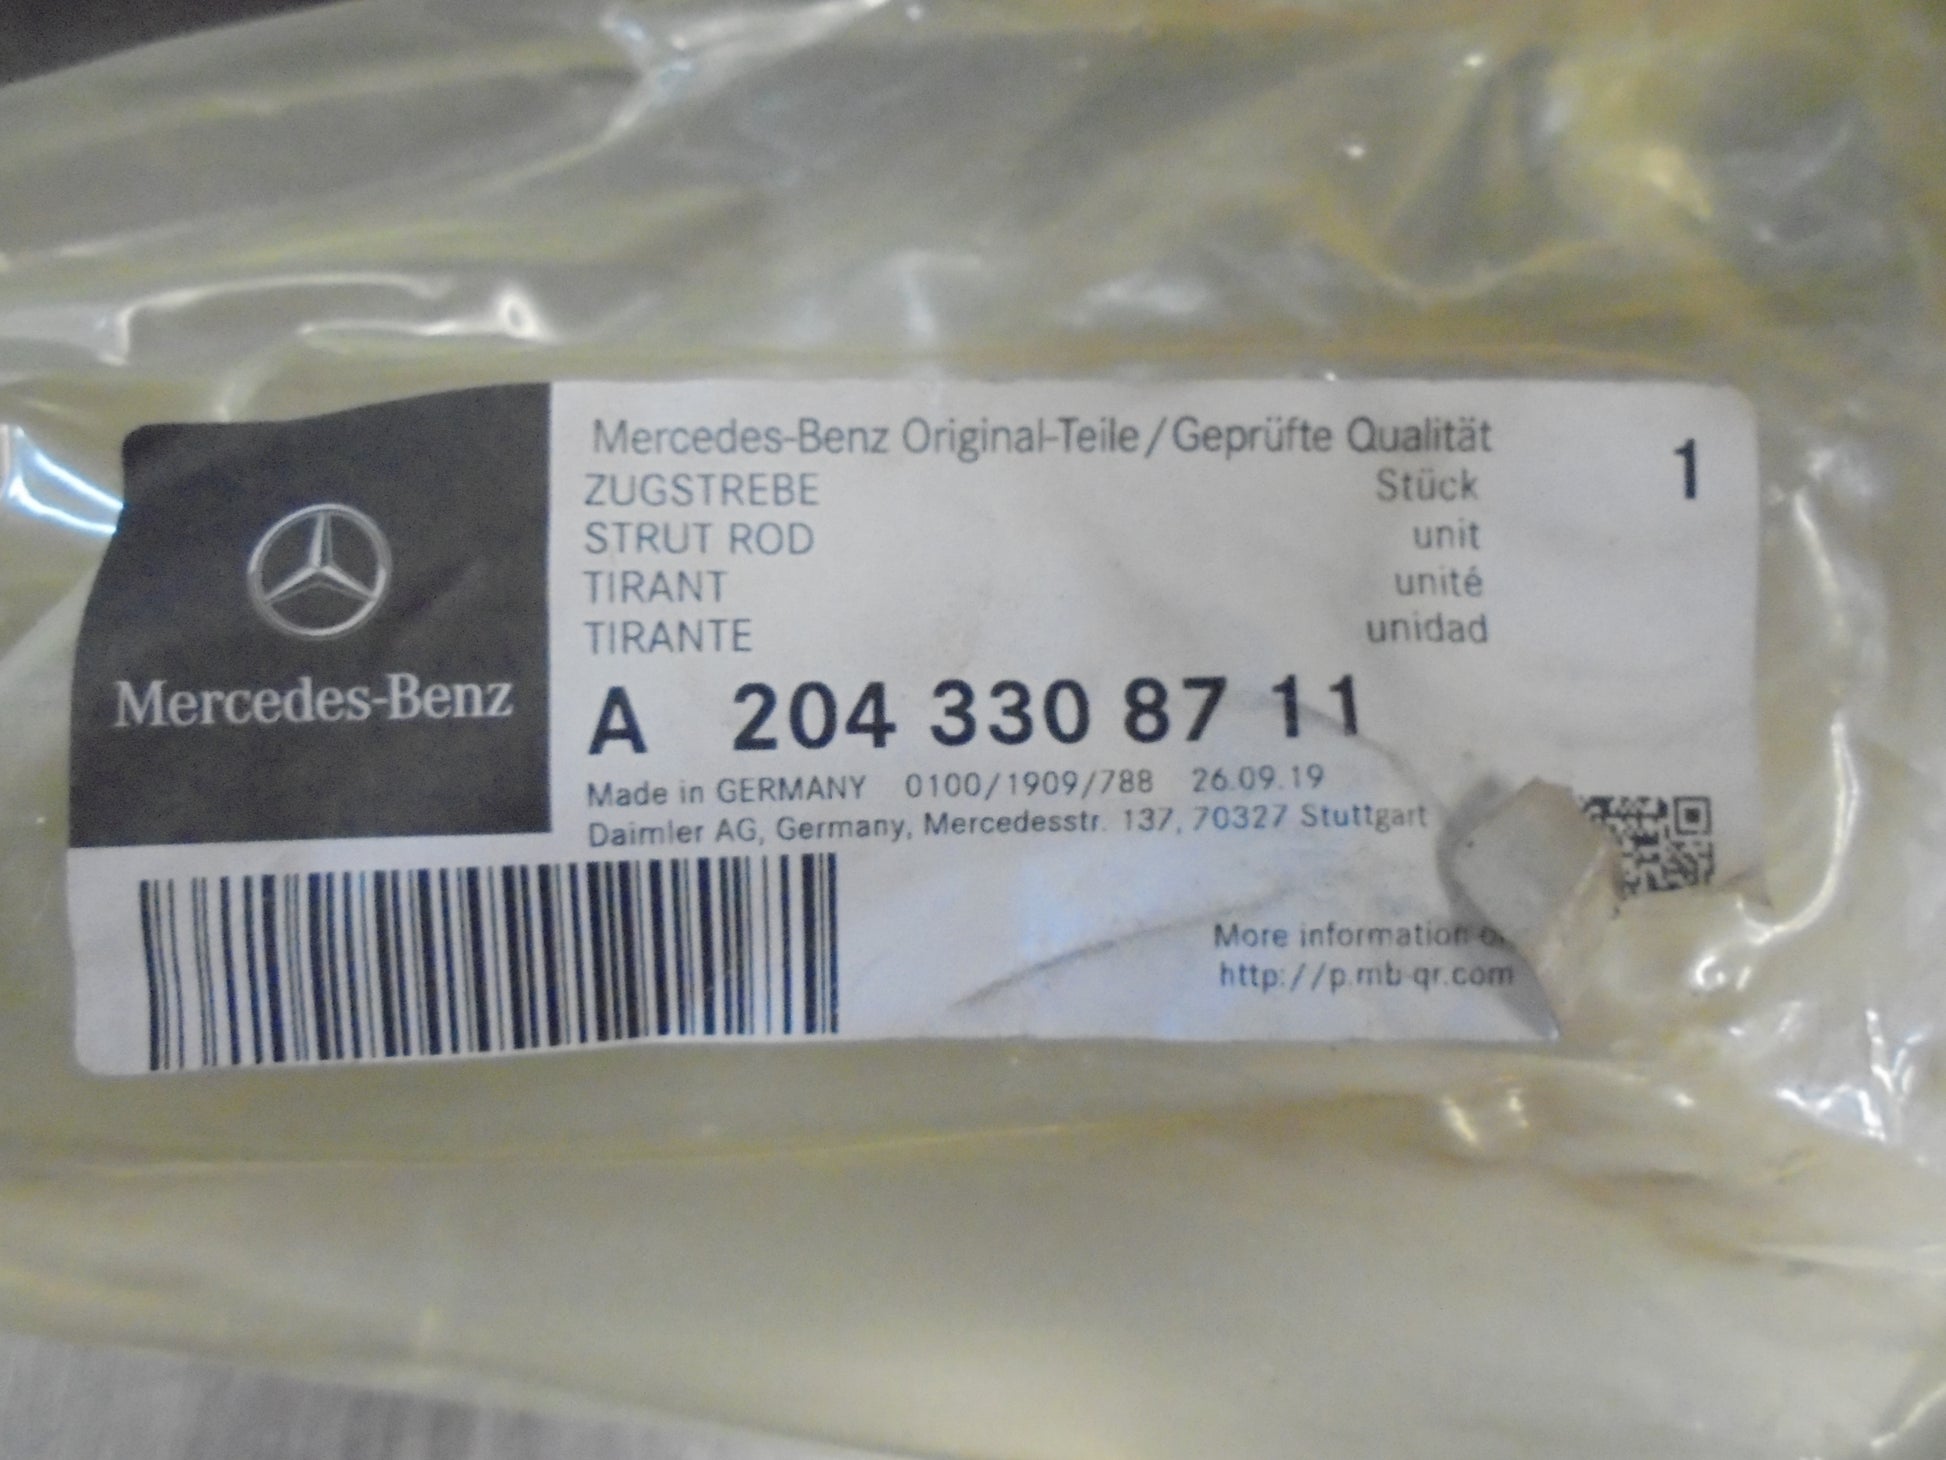 Mercedes-Benz
Mercedes-Benz Original-Teile/Geprüfte Qualität
ZUGSTREBE Stück 1
STRUT ROD unit
TIRANT unité
TIRANTE unidad
A 204 330 87 11
Made in GERMANY 0100/1909/788 26.09.19
Daimler AG, Germany, Mercedesstr. 137, 70327 Stuttgart
More information
http://p.mb-qr.com